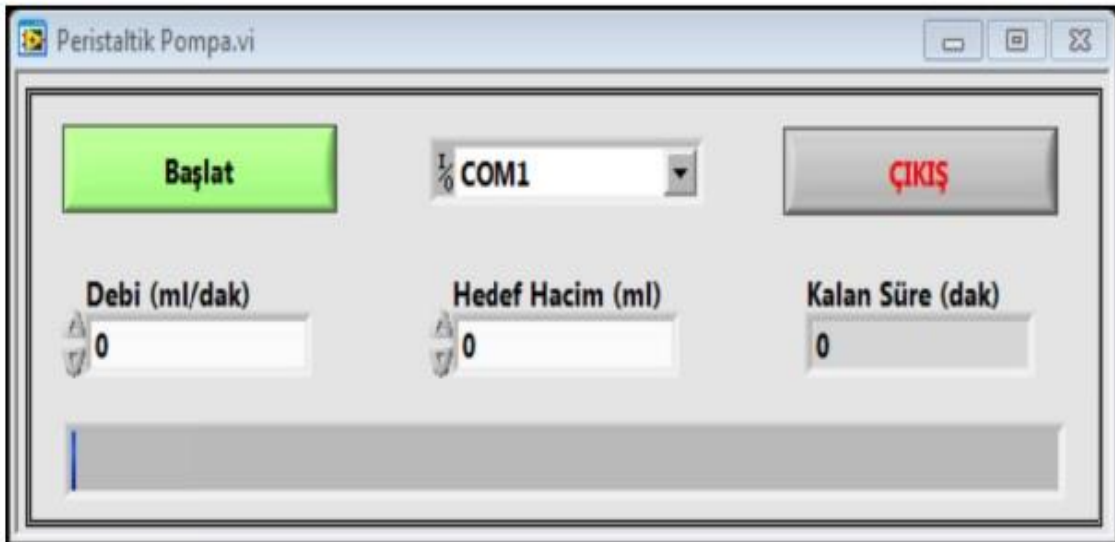 Peristaltik Pompa.vi
Başlat
I/O COM1
ÇIKIŞ
Debi (ml/dak)
Hedef Hacim (ml)
Kalan Süre (dak)
0
0
0